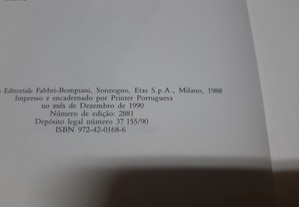 Editoriale Fabbri-Bompiani, Sonzogno, Etas S.p.A., Milano, 1988
Impresso e encadernado por Printer Portuguesa
no mês de Dezembro de 1990
Número de edição: 2881
Depósito legal número 37 155/90
ISBN 972-42-0168-6